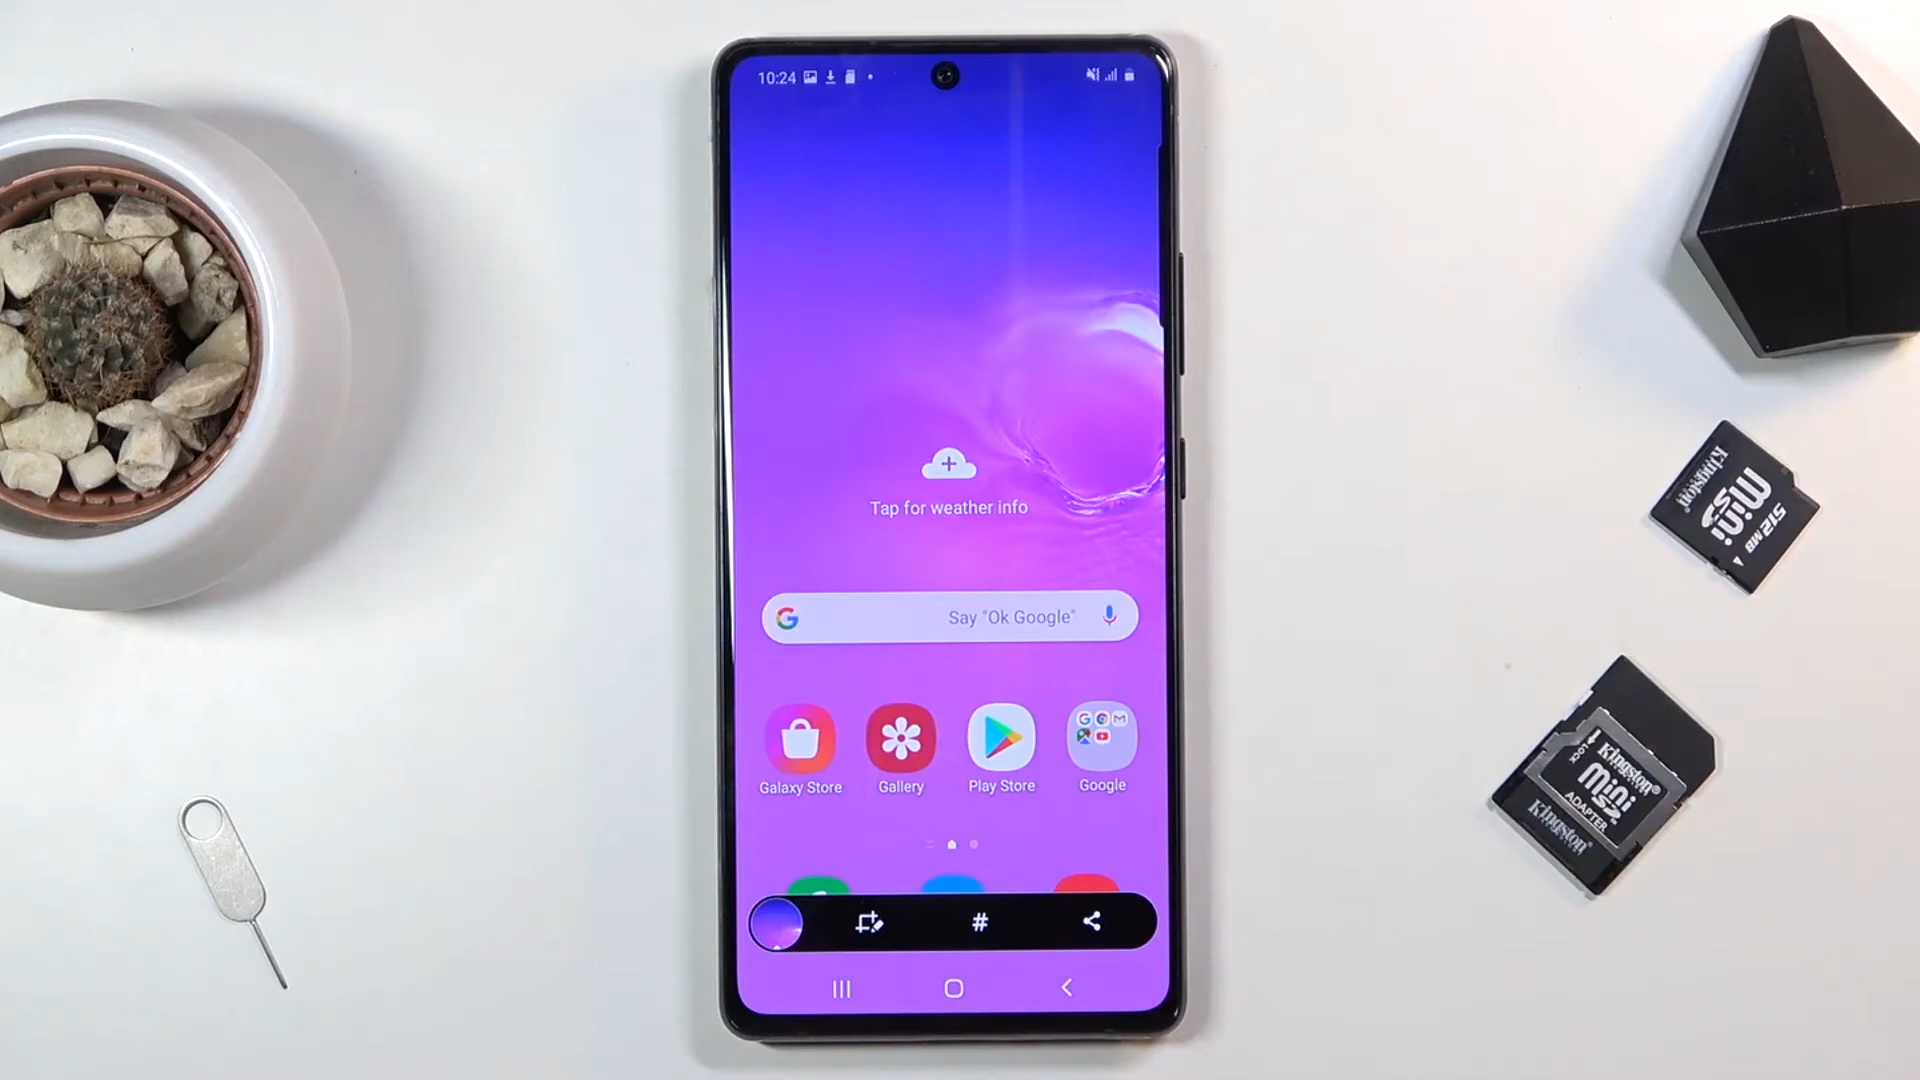 10:24
Tap for weather info
Say "Ok Google"
Galaxy Store
Gallery
Play Store
Google
Kingston
mini
SD
512 MB
LOCK
Kingston
mini
SD
ADAPTER
Kingston